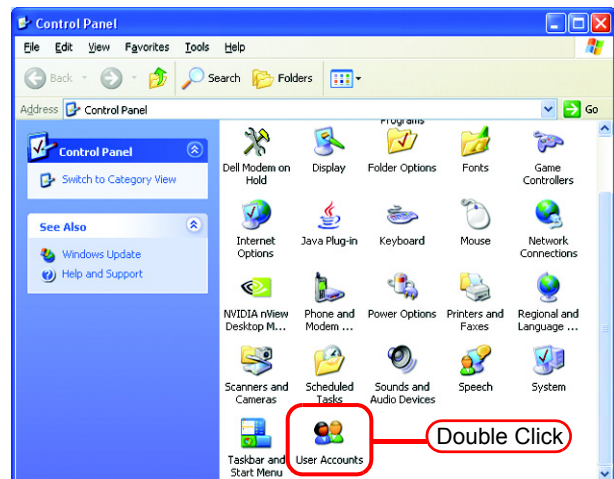 Control Panel
File Edit View Favorites Tools Help
Back Search Folders
Address Control Panel Go
Control Panel
Switch to Category View
See Also
Windows Update
Help and Support
Programs
Dell Modem on Hold
Display
Folder Options
Fonts
Game Controllers
Internet Options
Java Plug-in
Keyboard
Mouse
Network Connections
NVIDIA nView Desktop M...
Phone and Modem ...
Power Options
Printers and Faxes
Regional and Language ...
Scanners and Cameras
Scheduled Tasks
Sounds and Audio Devices
Speech
System
Taskbar and Start Menu
User Accounts
Double Click